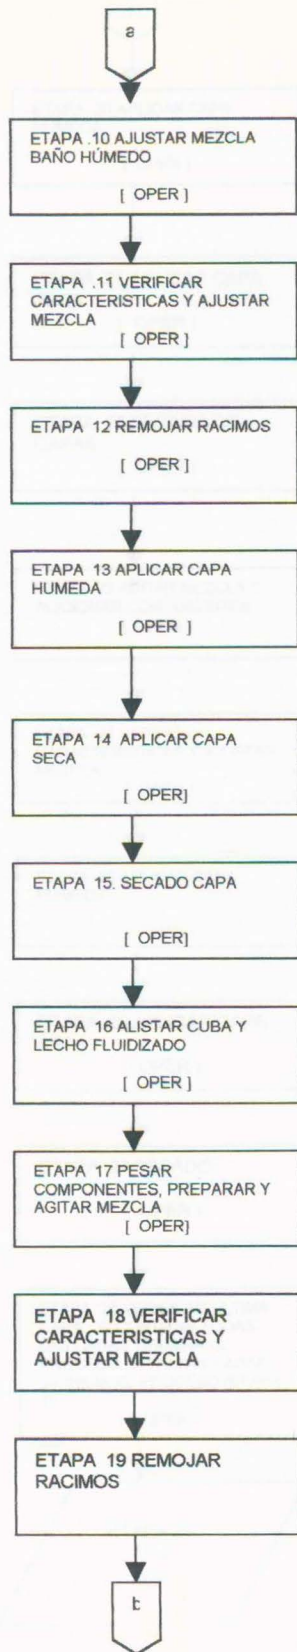 a
ETAPA .10 AJUSTAR MEZCLA
BAÑO HÚMEDO
[ OPER ]
ETAPA .11 VERIFICAR
CARACTERISTICAS Y AJUSTAR
MEZCLA
[ OPER ]
ETAPA 12 REMOJAR RACIMOS
[ OPER ]
ETAPA 13 APLICAR CAPA
HUMEDA
[ OPER ]
ETAPA 14 APLICAR CAPA
SECA
[ OPER]
ETAPA 15. SECADO CAPA
[ OPER]
ETAPA 16 ALISTAR CUBA Y
LECHO FLUIDIZADO
[ OPER ]
ETAPA 17 PESAR
COMPONENTES, PREPARAR Y
AGITAR MEZCLA
[ OPER]
ETAPA 18 VERIFICAR
CARACTERISTICAS Y
AJUSTAR MEZCLA
ETAPA 19 REMOJAR
RACIMOS